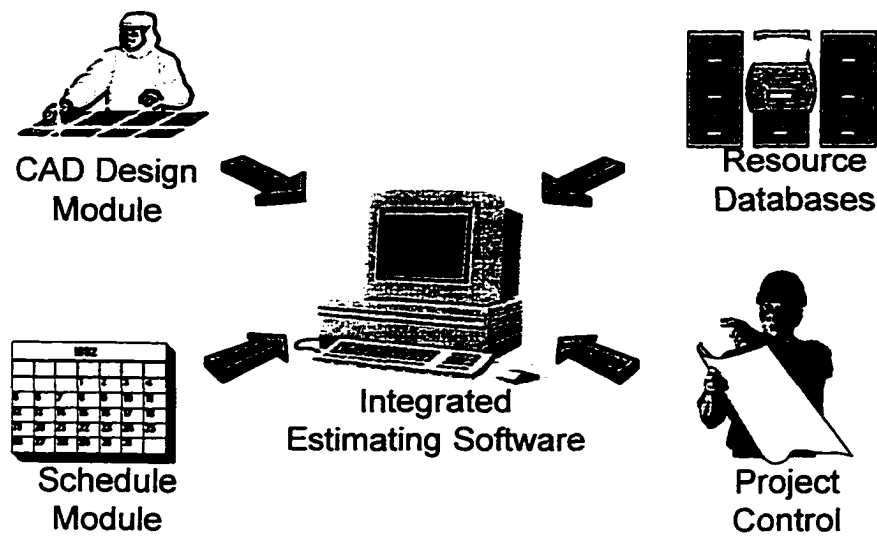 CAD Design
Module
Resource
Databases
Integrated
Estimating Software
Schedule
Module
Project
Control